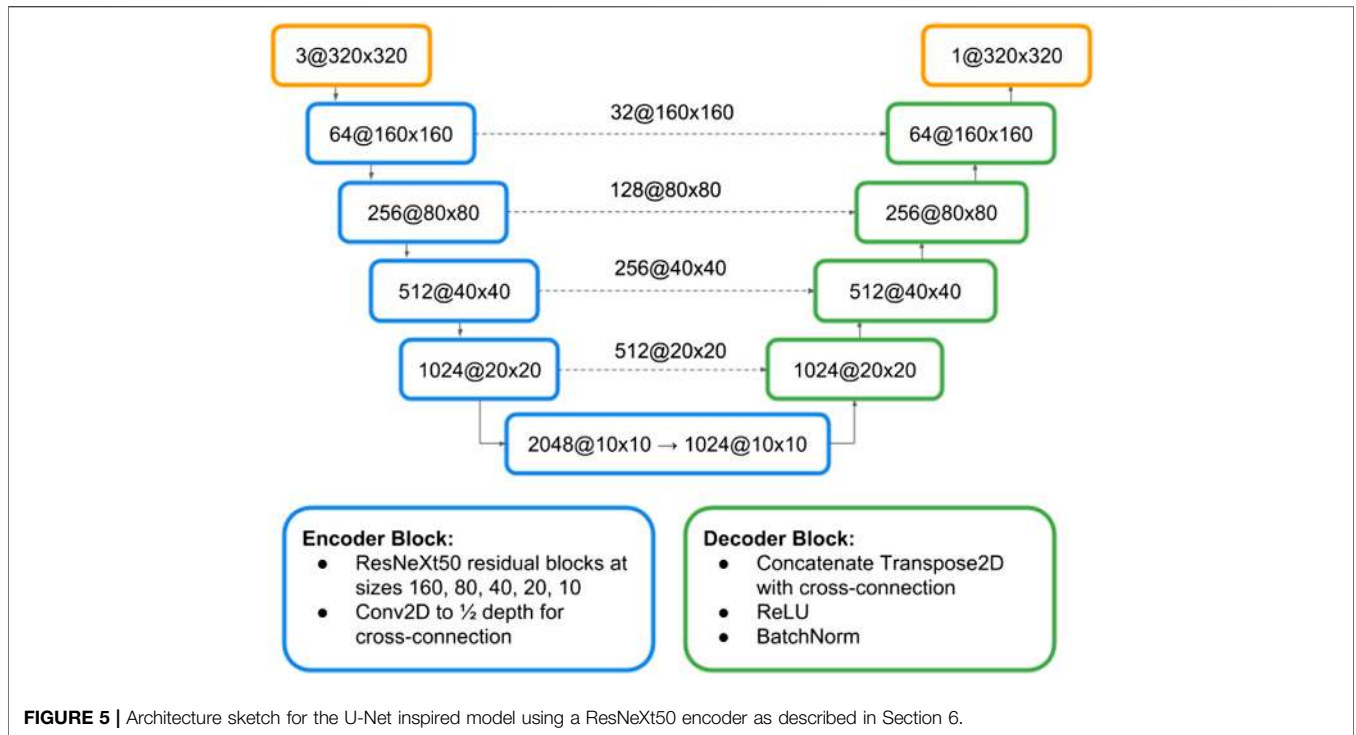 3@320x320
1@320x320
64@160x160
32@160x160
64@160x160
256@80x80
128@80x80
256@80x80
512@40x40
256@40x40
512@40x40
1024@20x20
512@20x20
1024@20x20
2048@10x10 → 1024@10x10
Encoder Block:
● ResNeXt50 residual blocks at
sizes 160, 80, 40, 20, 10
● Conv2D to ½ depth for
cross-connection
Decoder Block:
● Concatenate Transpose2D
with cross-connection
● ReLU
● BatchNorm
FIGURE 5 | Architecture sketch for the U-Net inspired model using a ResNeXt50 encoder as described in Section 6.